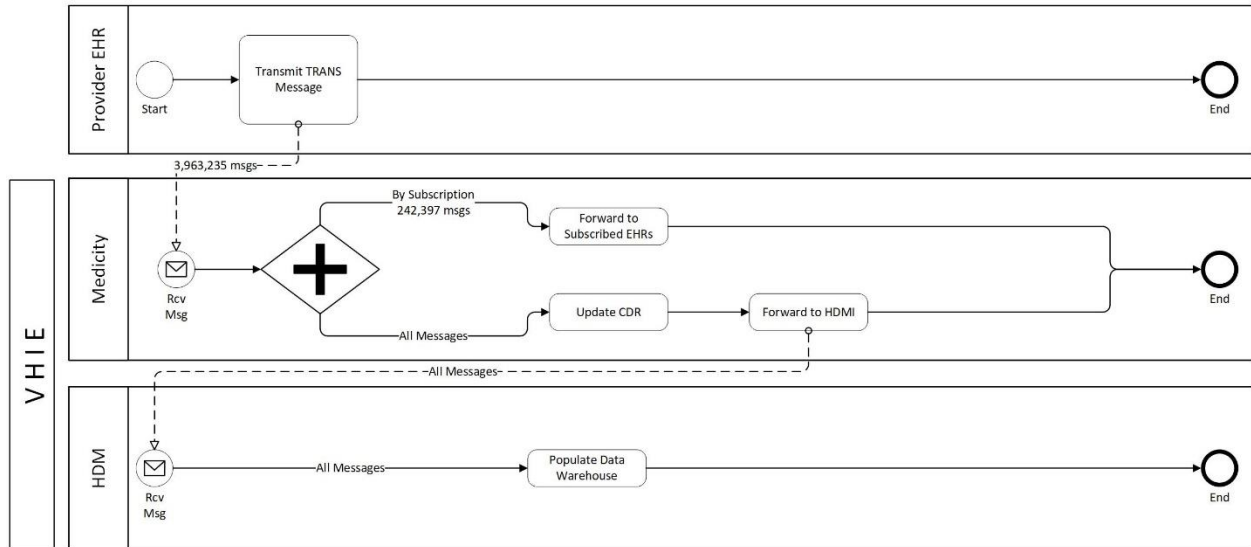 Provider EHR
Start
Transmit TRANS
Message
End
3,963,235 msgs
V H I E
Medicity
Rcv
Msg
By Subscription
242,397 msgs
Forward to
Subscribed EHRs
All Messages
Update CDR
Forward to HDMI
End
All Messages
HDM
Rcv
Msg
All Messages
Populate Data
Warehouse
End